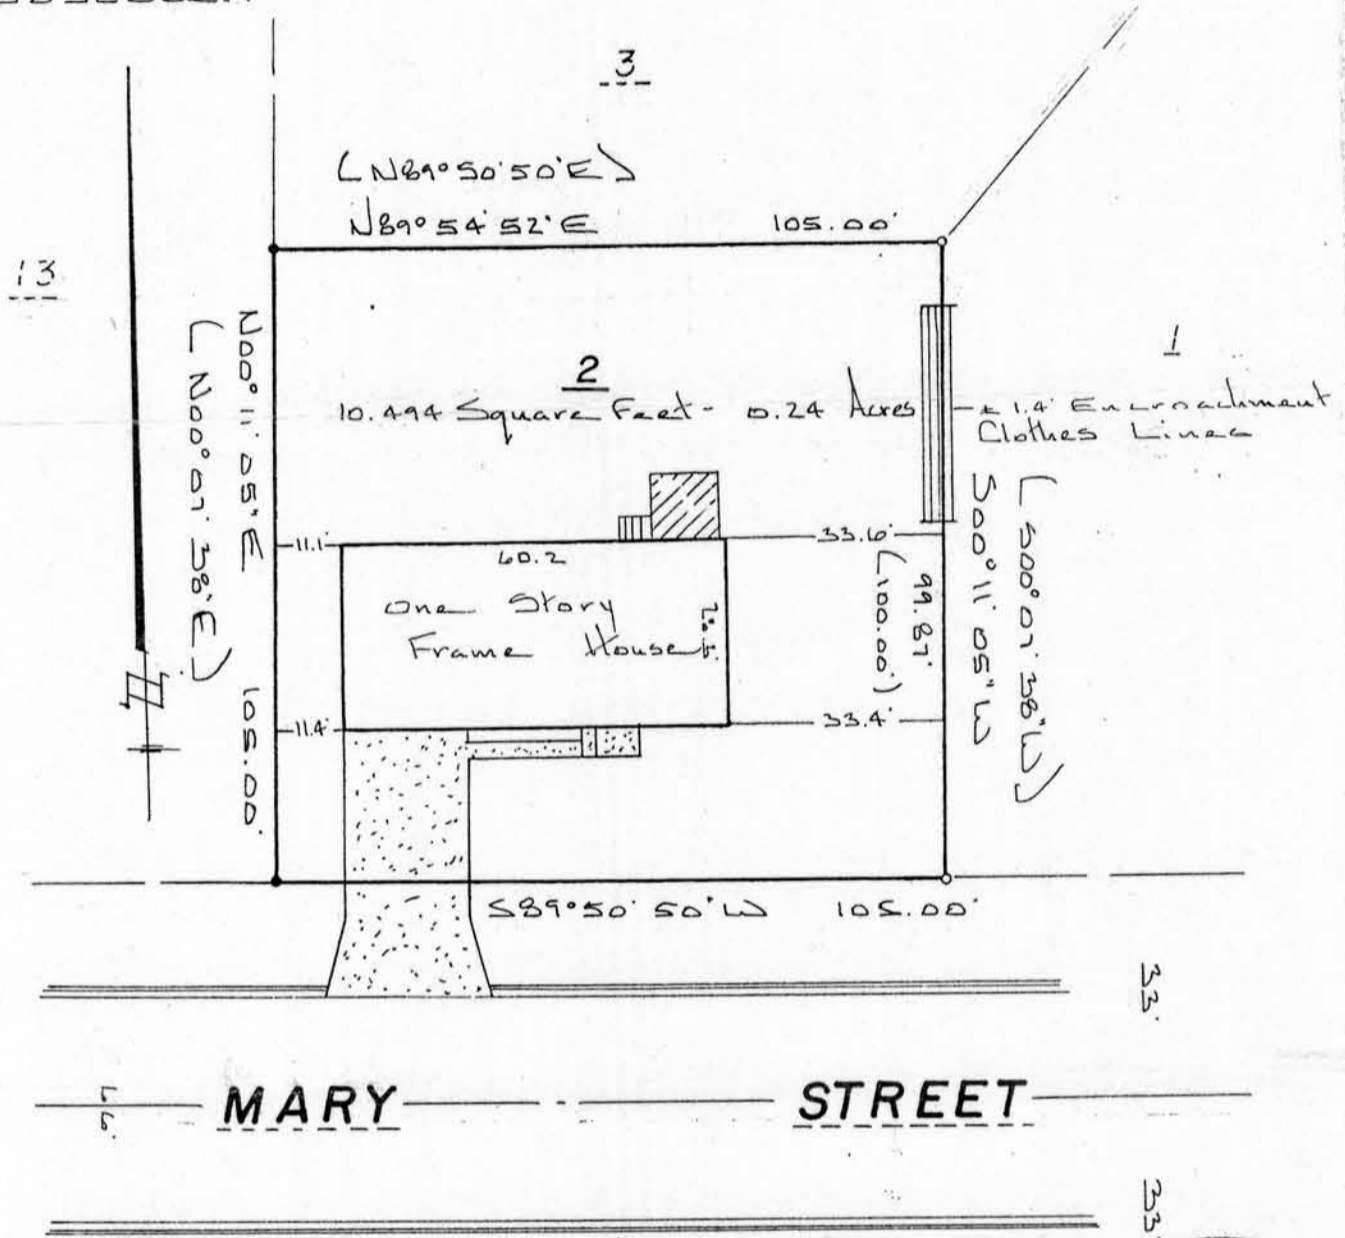 3
(N89°50'50"E)
N89°54'52"E 105.00'
13
N00°11'05"E 105.00'
(N00°07'38"E)
2
10.494 Square Feet - 0.24 Acres
1
± 1.4' Encroachment
Clothes Lines
(S00°07'38"W)
S00°11'05"W
99.87'
(100.00')
11.1'
60.2
33.6'
One Story
Frame House
11.4'
33.4'
S89°50'50"W 105.00'
33'
66'
MARY STREET
33'